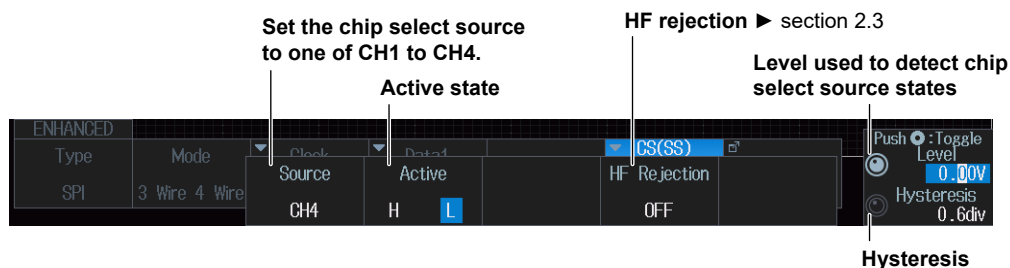 Set the chip select source
to one of CH1 to CH4.
HF rejection ► section 2.3
Active state
Level used to detect chip
select source states
ENHANCED
Type
SPI
Mode
3 Wire 4 Wire
Clock
Data1
CS(SS)
Source
CH4
Active
H L
HF Rejection
OFF
Push :Toggle
Level
0.00V
Hysteresis
0.6div
Hysteresis